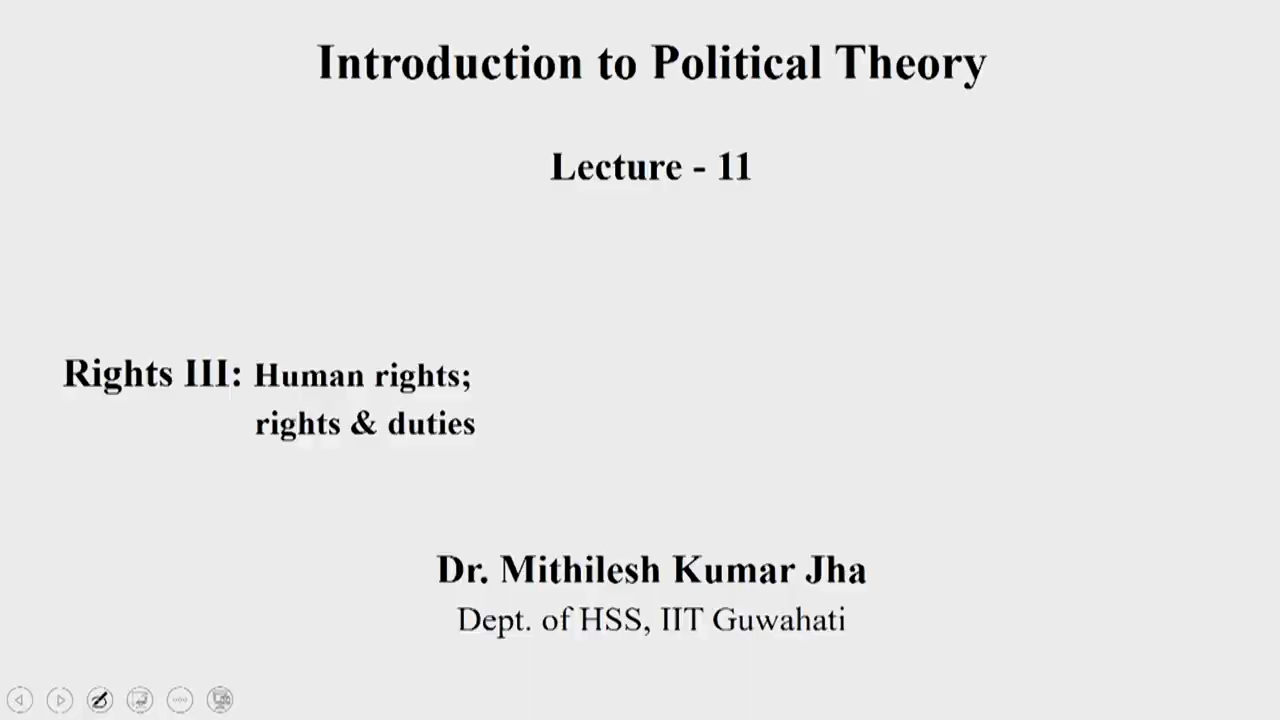 Introduction to Political Theory
Lecture - 11
Rights III: Human rights;
rights & duties
Dr. Mithilesh Kumar Jha
Dept. of HSS, IIT Guwahati